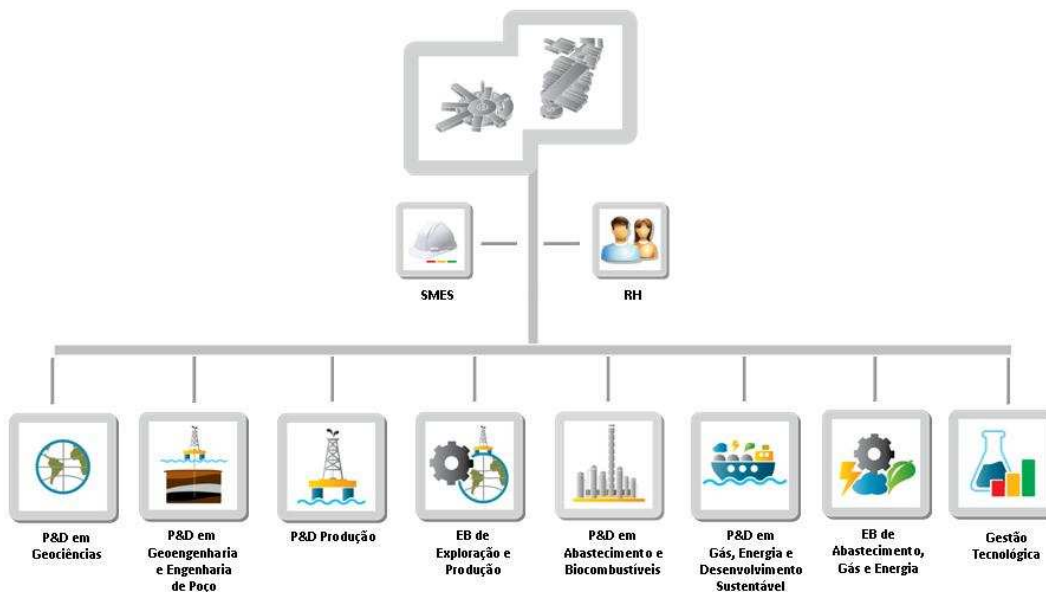 SMES
RH
P&D em
Geociências
P&D em
Geoengenharia
e Engenharia
de Poço
P&D Produção
EB de
Exploração e
Produção
P&D em
Abastecimento e
Biocombustíveis
P&D em
Gás, Energia e
Desenvolvimento
Sustentável
EB de
Abastecimento,
Gás e Energia
Gestão
Tecnológica